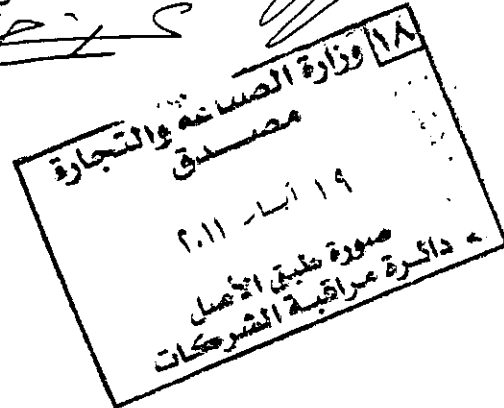 ١٨
وزارة الصناعة والتجارة
مصدق
١٩ أيار ٢٠١١
صورة طبق الأصل
دائرة مراقبة الشركات